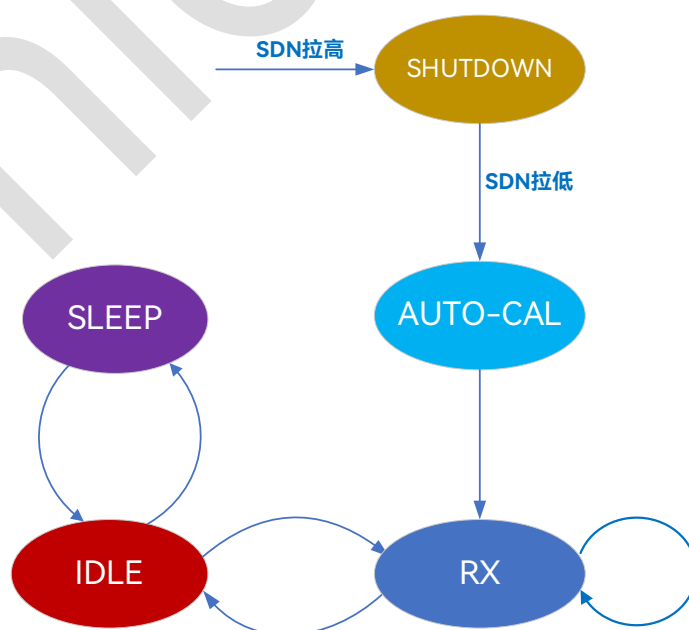 SDN拉高
SHUTDOWN
SDN拉低
SLEEP
AUTO-CAL
IDLE
RX